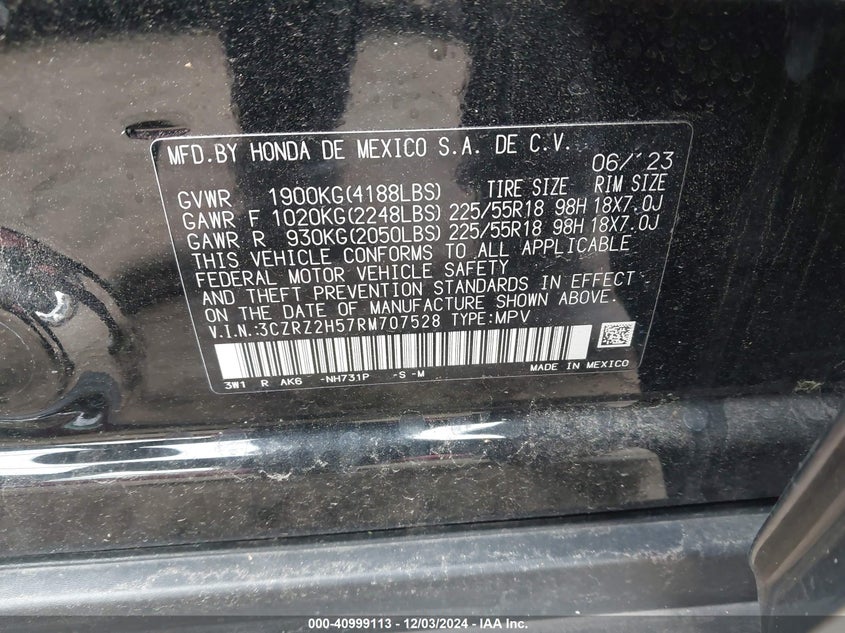 MFD.BY HONDA DE MEXICO S.A. DE C.V. 06/'23
GVWR 1900KG(4188LBS) TIRE SIZE RIM SIZE
GAWR F 1020KG(2248LBS) 225/55R18 98H 18X7.0J
GAWR R 930KG(2050LBS) 225/55R18 98H 18X7.0J
THIS VEHICLE CONFORMS TO ALL APPLICABLE
FEDERAL MOTOR VEHICLE SAFETY
AND THEFT PREVENTION STANDARDS IN EFFECT
ON THE DATE OF MANUFACTURE SHOWN ABOVE.
V.I.N.:3CZRZ2H57RM707528 TYPE:MPV
3W1 R AK6 -NH731P -S -M MADE IN MEXICO
000-40999113 - 12/03/2024 - IAA Inc.